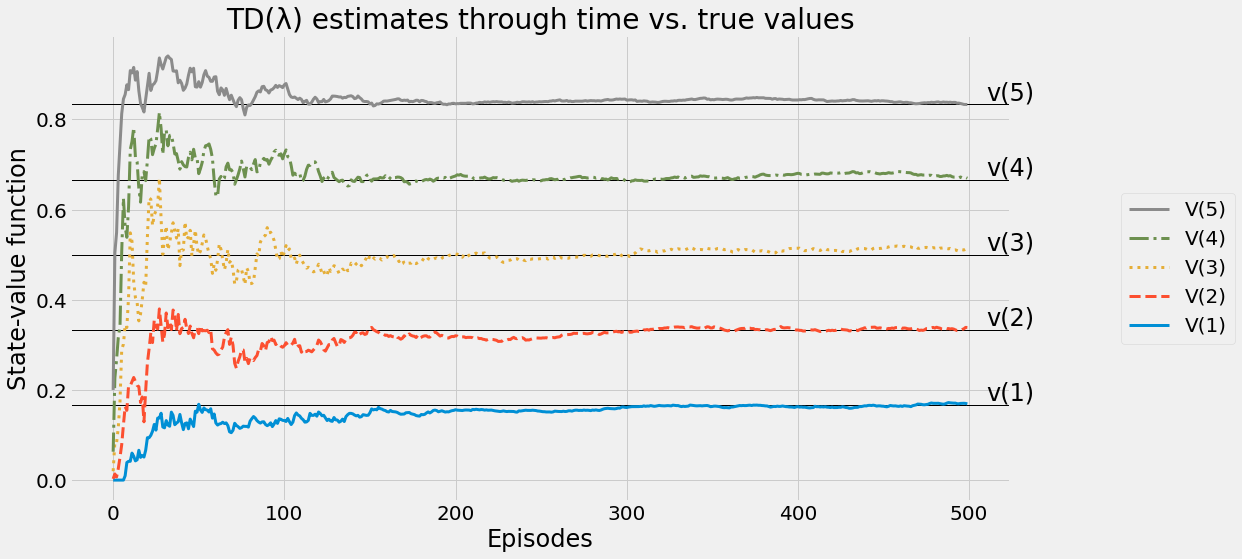 TD(λ) estimates through time vs. true values
State-value function
0.8
0.6
0.4
0.2
0.0
v(5)
v(4)
v(3)
v(2)
v(1)
V(5)
V(4)
V(3)
V(2)
V(1)
0 100 200 300 400 500
Episodes